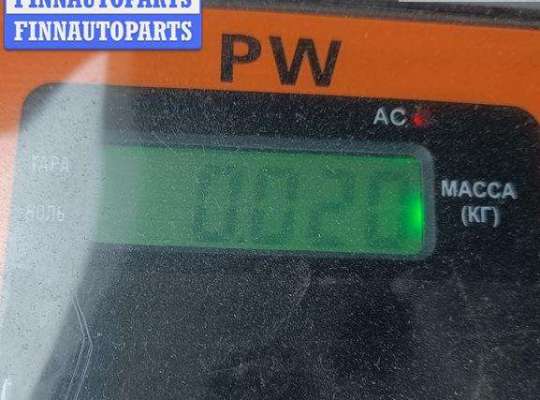 FINNAUTOPARTS
FINNAUTOPARTS
PW
AC
ТАРА
НОЛЬ
0.020
МАССА
(КГ)